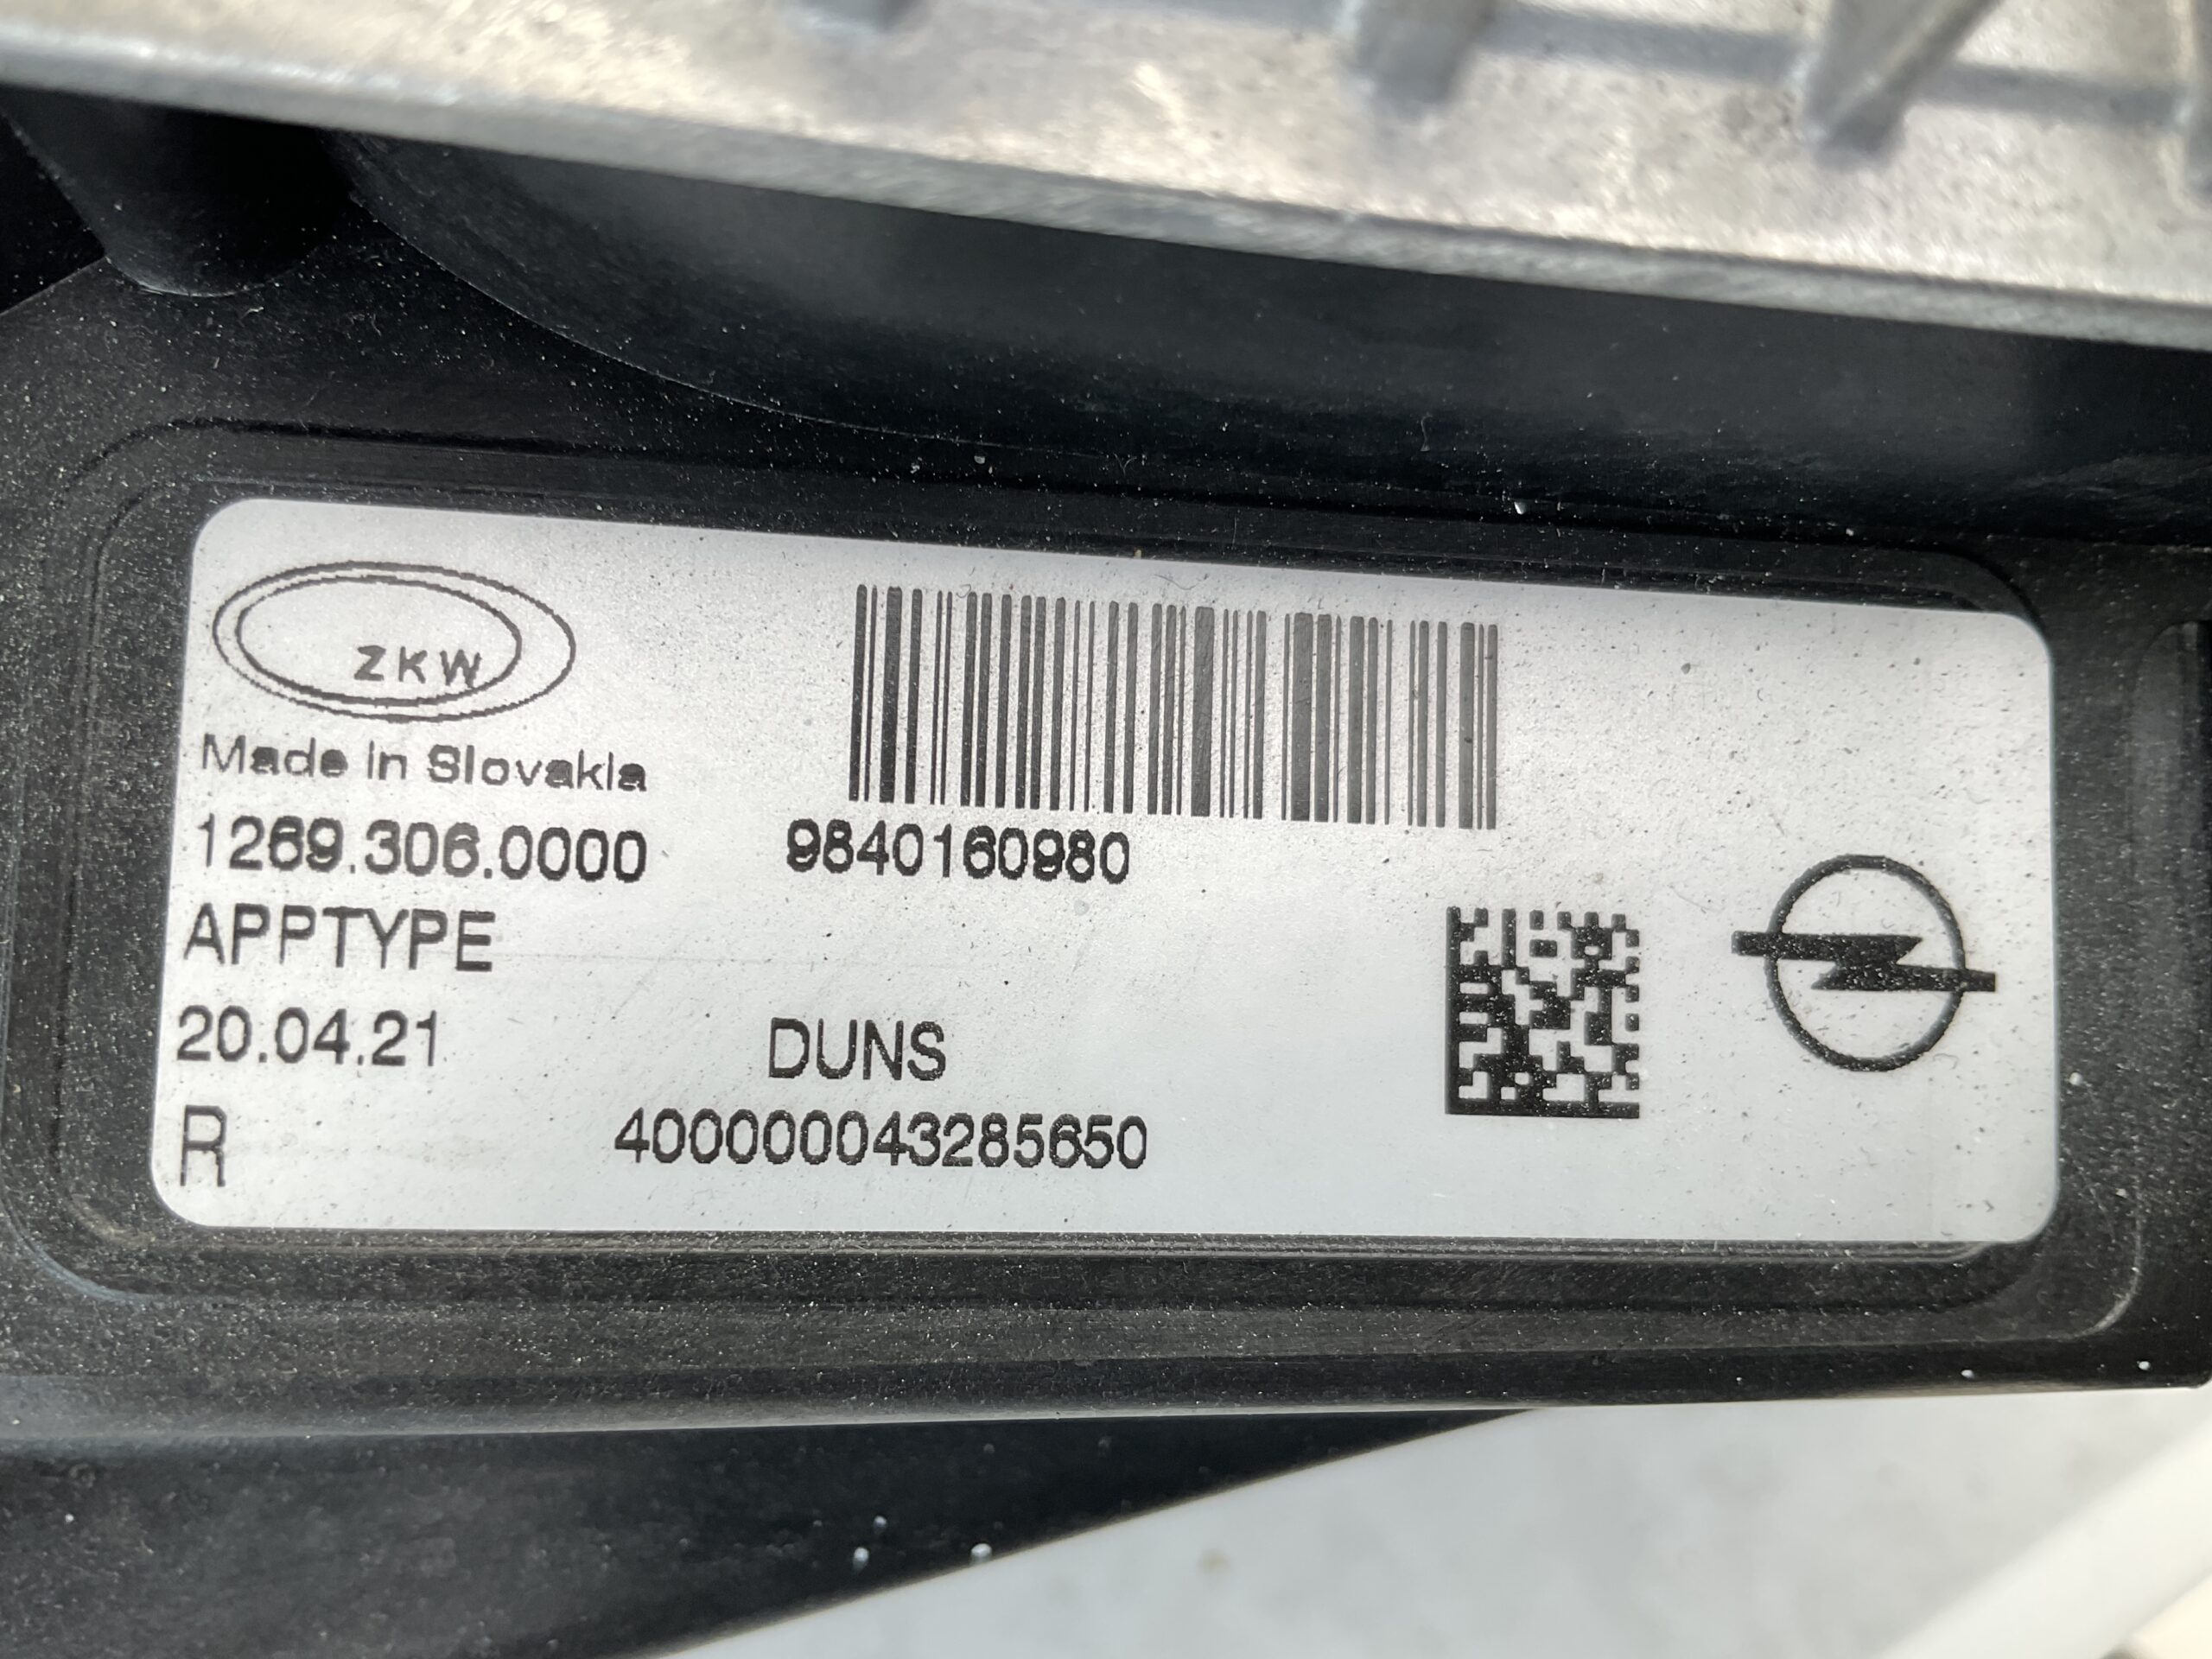 ZKW
Made in Slovakia
1269.306.0000 9840160980
APPTYPE
20.04.21 DUNS
R 400000043285650